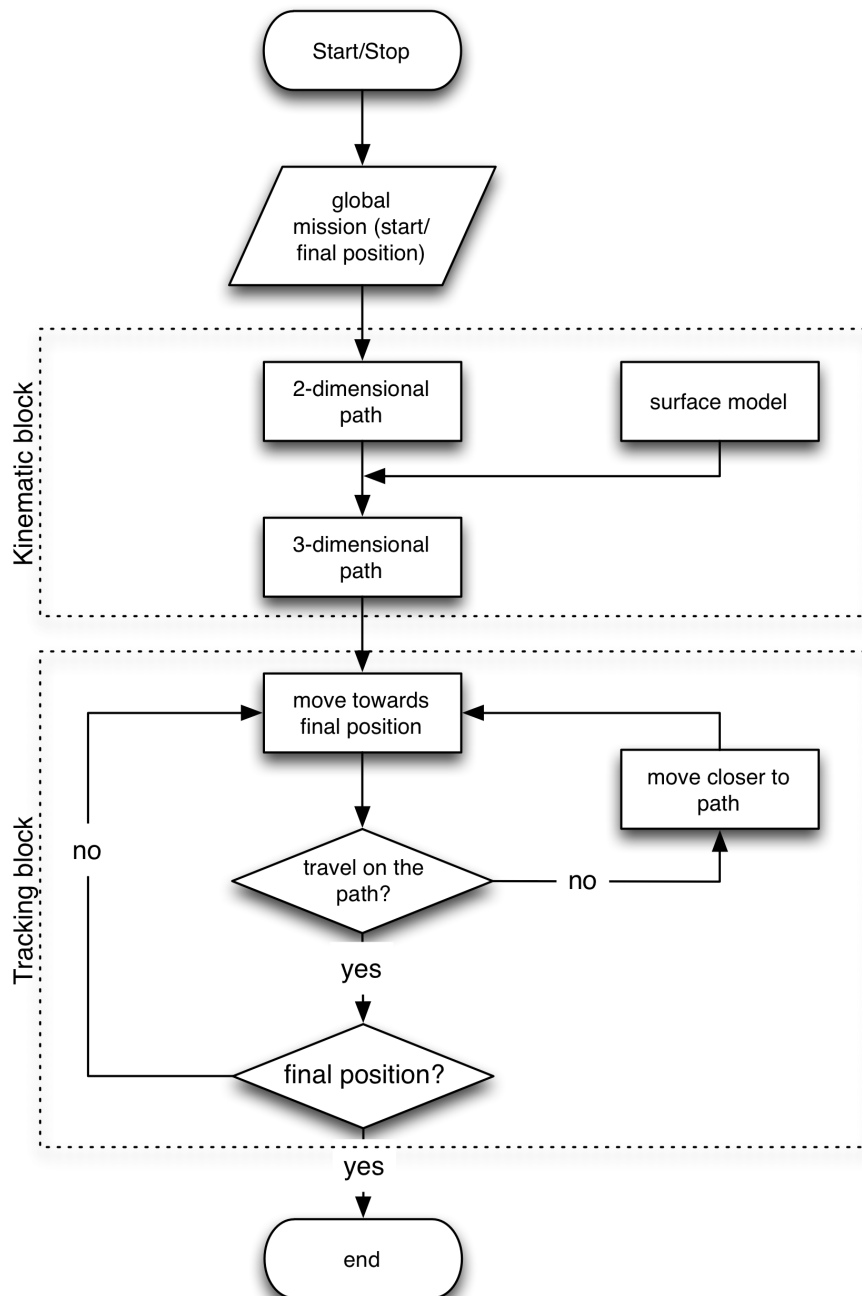 Start/Stop
global
mission (start/
final position)
Kinematic block
2-dimensional
path
surface model
3-dimensional
path
Tracking block
move towards
final position
move closer to
path
travel on the
path?
no
no
yes
final position?
yes
end